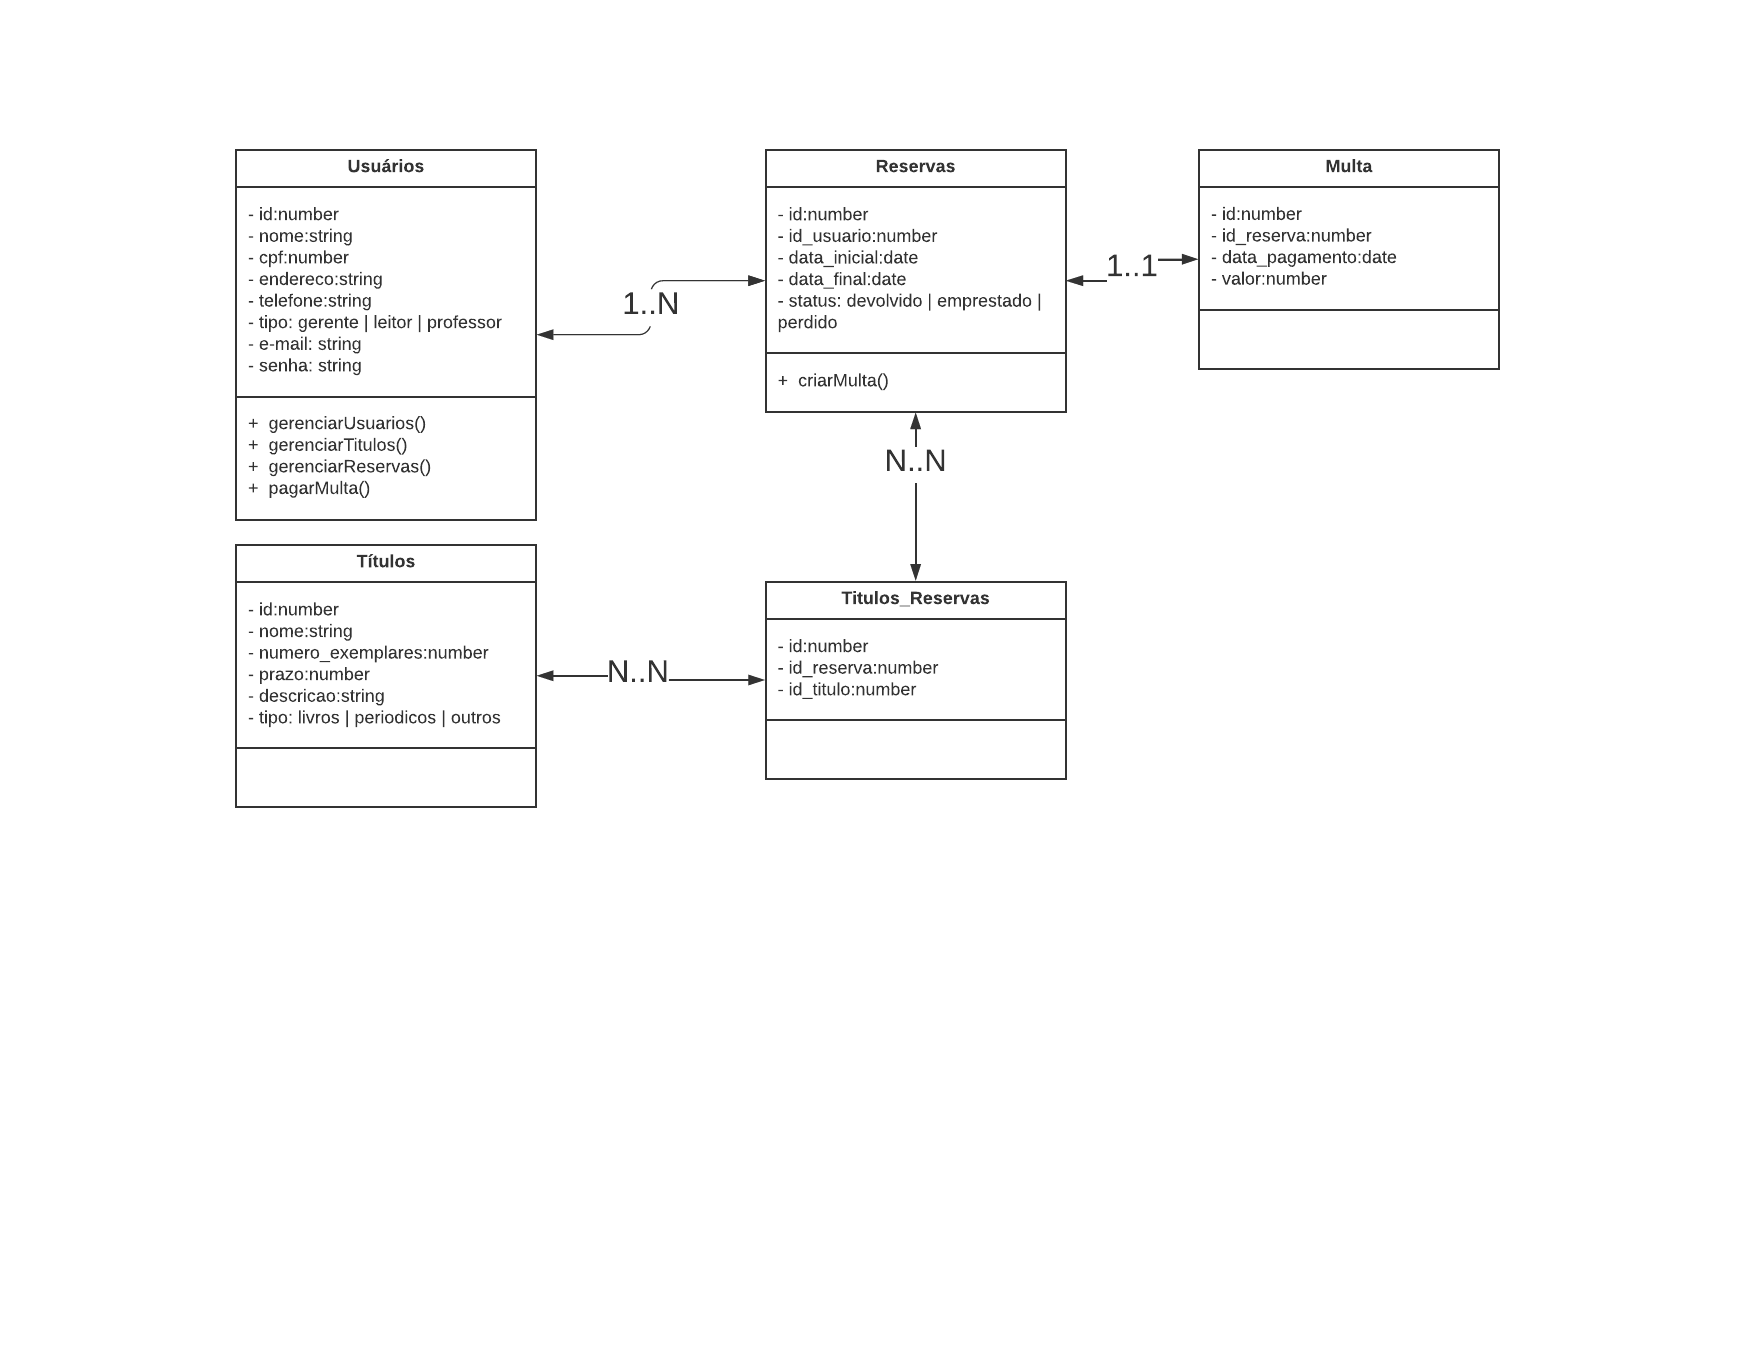 Usuários
- id:number
- nome:string
- cpf:number
- endereco:string
- telefone:string
- tipo: gerente | leitor | professor
- e-mail: string
- senha: string
+ gerenciarUsuarios()
+ gerenciarTitulos()
+ gerenciarReservas()
+ pagarMulta()
1..N
Reservas
- id:number
- id_usuario:number
- data_inicial:date
- data_final:date
- status: devolvido | emprestado |
perdido
+ criarMulta()
1..1
Multa
- id:number
- id_reserva:number
- data_pagamento:date
- valor:number
N..N
Títulos
- id:number
- nome:string
- numero_exemplares:number
- prazo:number
- descricao:string
- tipo: livros | periodicos | outros
N..N
Titulos_Reservas
- id:number
- id_reserva:number
- id_titulo:number